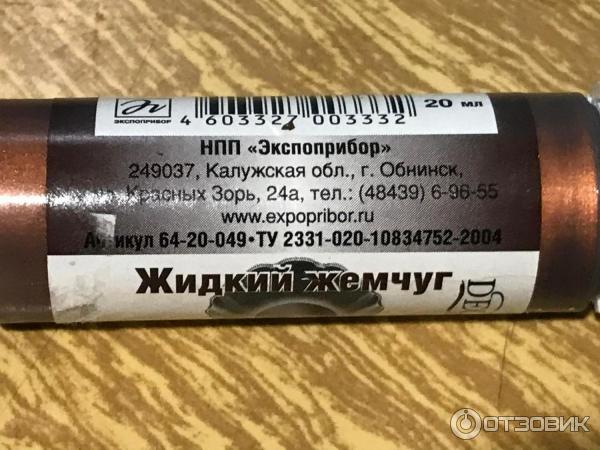 ЭКСПОПРИБОР
4 603327 003332
20 мл
НПП «Экспоприбор»
249037, Калужская обл., г. Обнинск,
Красных Зорь, 24а, тел.: (48439) 6-96-55
www.expopribor.ru
Артикул 64-20-049•ТУ 2331-020-10834752-2004
Жидкий жемчуг
ОТЗОВИК